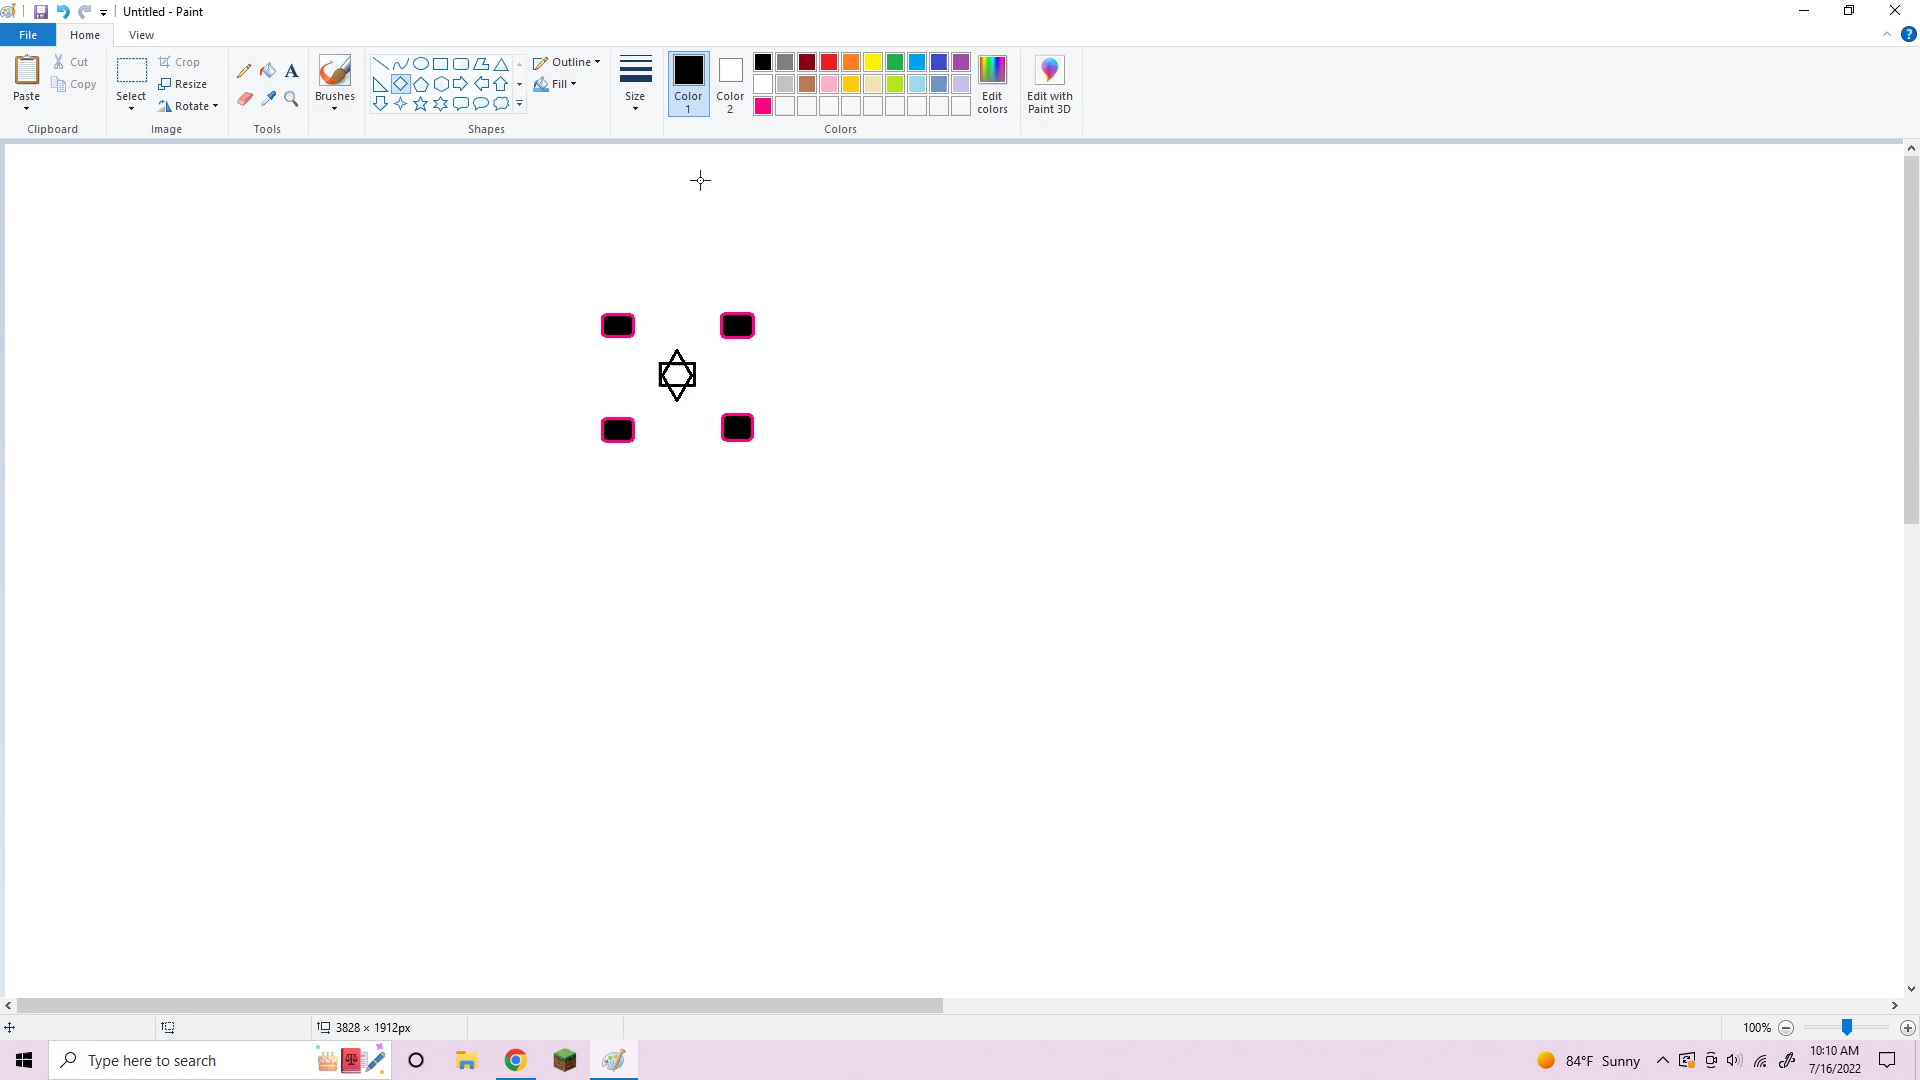 Untitled - Paint
File Home View
Paste
Cut
Copy
Clipboard
Select
Crop
Resize
Rotate
Image
A
Tools
Brushes
Outline
Fill
Shapes
Size
Color 1
Color 2
Edit colors
Colors
Edit with Paint 3D
?
3828 × 1912px
100%
Type here to search
84°F Sunny
10:10 AM
7/16/2022